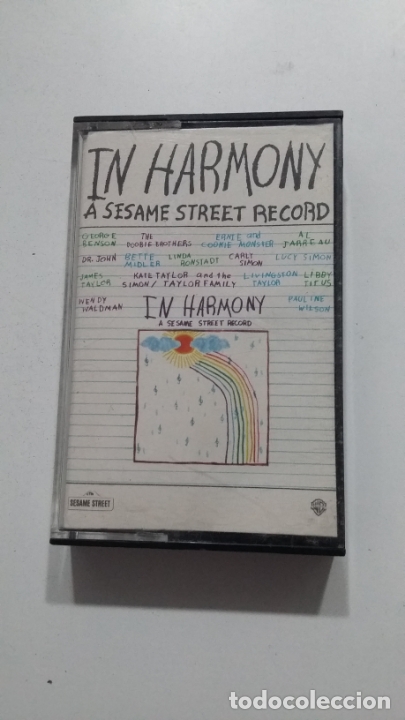 IN HARMONY
A SESAME STREET RECORD
GEORGE BENSON THE DOOBIE BROTHERS ERNIE and COOKIE MONSTER AL JARREAU
DR. JOHN BETTE MIDLER LINDA RONSTADT CARLY SIMON LUCY SIMON
JAMES TAYLOR KATE TAYLOR and the SIMON/TAYLOR FAMILY LIVINGSTON TAYLOR LIBBY TITUS
WENDY WALDMAN IN HARMONY PAULINE WILSON
A SESAME STREET RECORD
SESAME STREET
todocoleccion.net